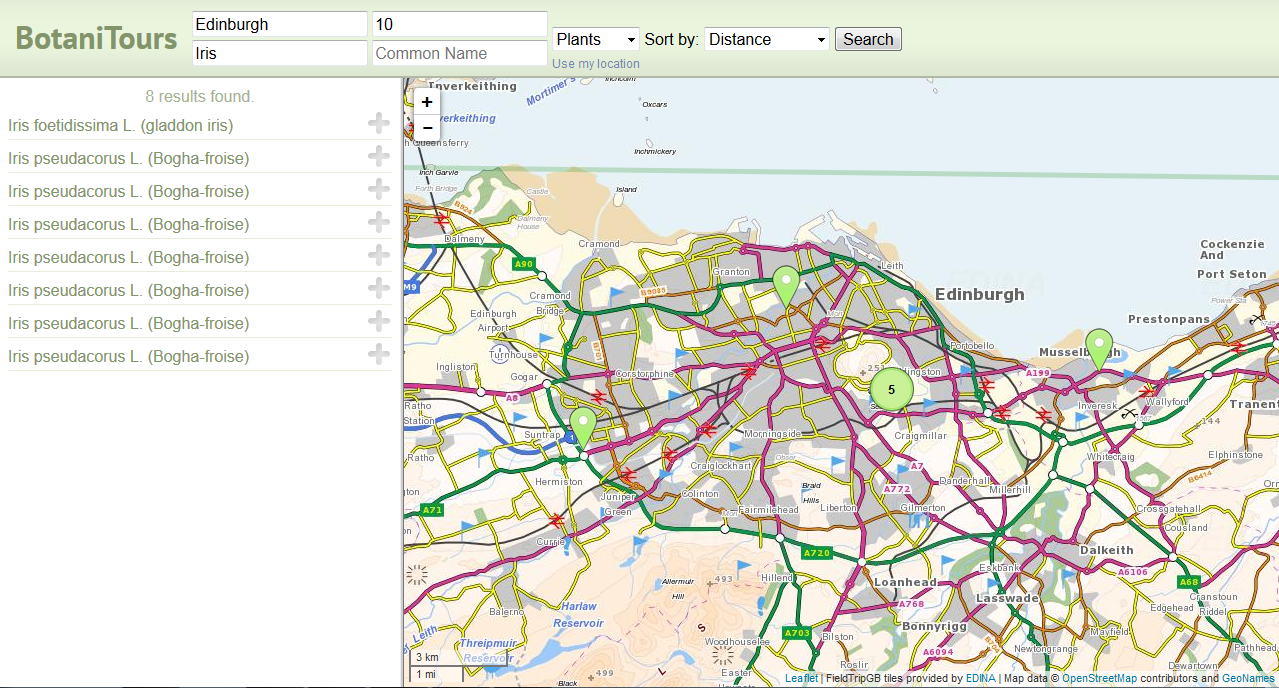 BotaniTours
Edinburgh
10
Iris
Common Name
Plants
Sort by:
Distance
Search
Use my location
8 results found.
Iris foetidissima L. (gladdon iris)
Iris pseudacorus L. (Bogha-froise)
Iris pseudacorus L. (Bogha-froise)
Iris pseudacorus L. (Bogha-froise)
Iris pseudacorus L. (Bogha-froise)
Iris pseudacorus L. (Bogha-froise)
Iris pseudacorus L. (Bogha-froise)
Iris pseudacorus L. (Bogha-froise)
+
-
Inverkeithing
Mortimer's
Oxcars
Inchmickery
Inch Garvie
Forth Bridge
Castle
Island
B924
Dalmeny
House
Dalmeny
Cramond
A90
M9
Granton
Leith
B9085
Edinburgh
Cockenzie
And
Port Seton
Power Sta
Prestonpans
Cramond
Bridge
Edinburgh
Airport
Turnhouse
B701
Portobello
Musselburgh
Ingliston
Gogar
Corstorphine
A199
A8
5
Inveresk
Wallyford
Tranent
Ratho
Station
Suntrap
Morningside
Craigmillar
144
Ratho
Obser
Whitecraig
Elphinstone
Craiglockhart
A7
B6414
Hermiston
Braid
Hills
A772
Danderhall
Millerhill
Juniper
Green
Colinton
Fairmilehead
Liberton
Gilmerton
Crossgatehall
Cousland
A71
Currie
A720
Dalkeith
Allermuir
Hill
493
Hillend
Eskbank
A6106
A68
Loanhead
Lasswade
Cranstoun
Riddel
Edgehead
Balerno
Harlaw
Reservoir
A768
Bonnyrigg
A703
Bilston
Mayfield
Leith
Threipmuir
Reservoir
Woodhouselee
Newtongrange
Pathhead
A6094
Easter
Roslin
Dewartown
Black
499
3 km
1 mi
Leaflet | FieldTripGB tiles provided by EDINA | Map data © OpenStreetMap contributors and GeoNames